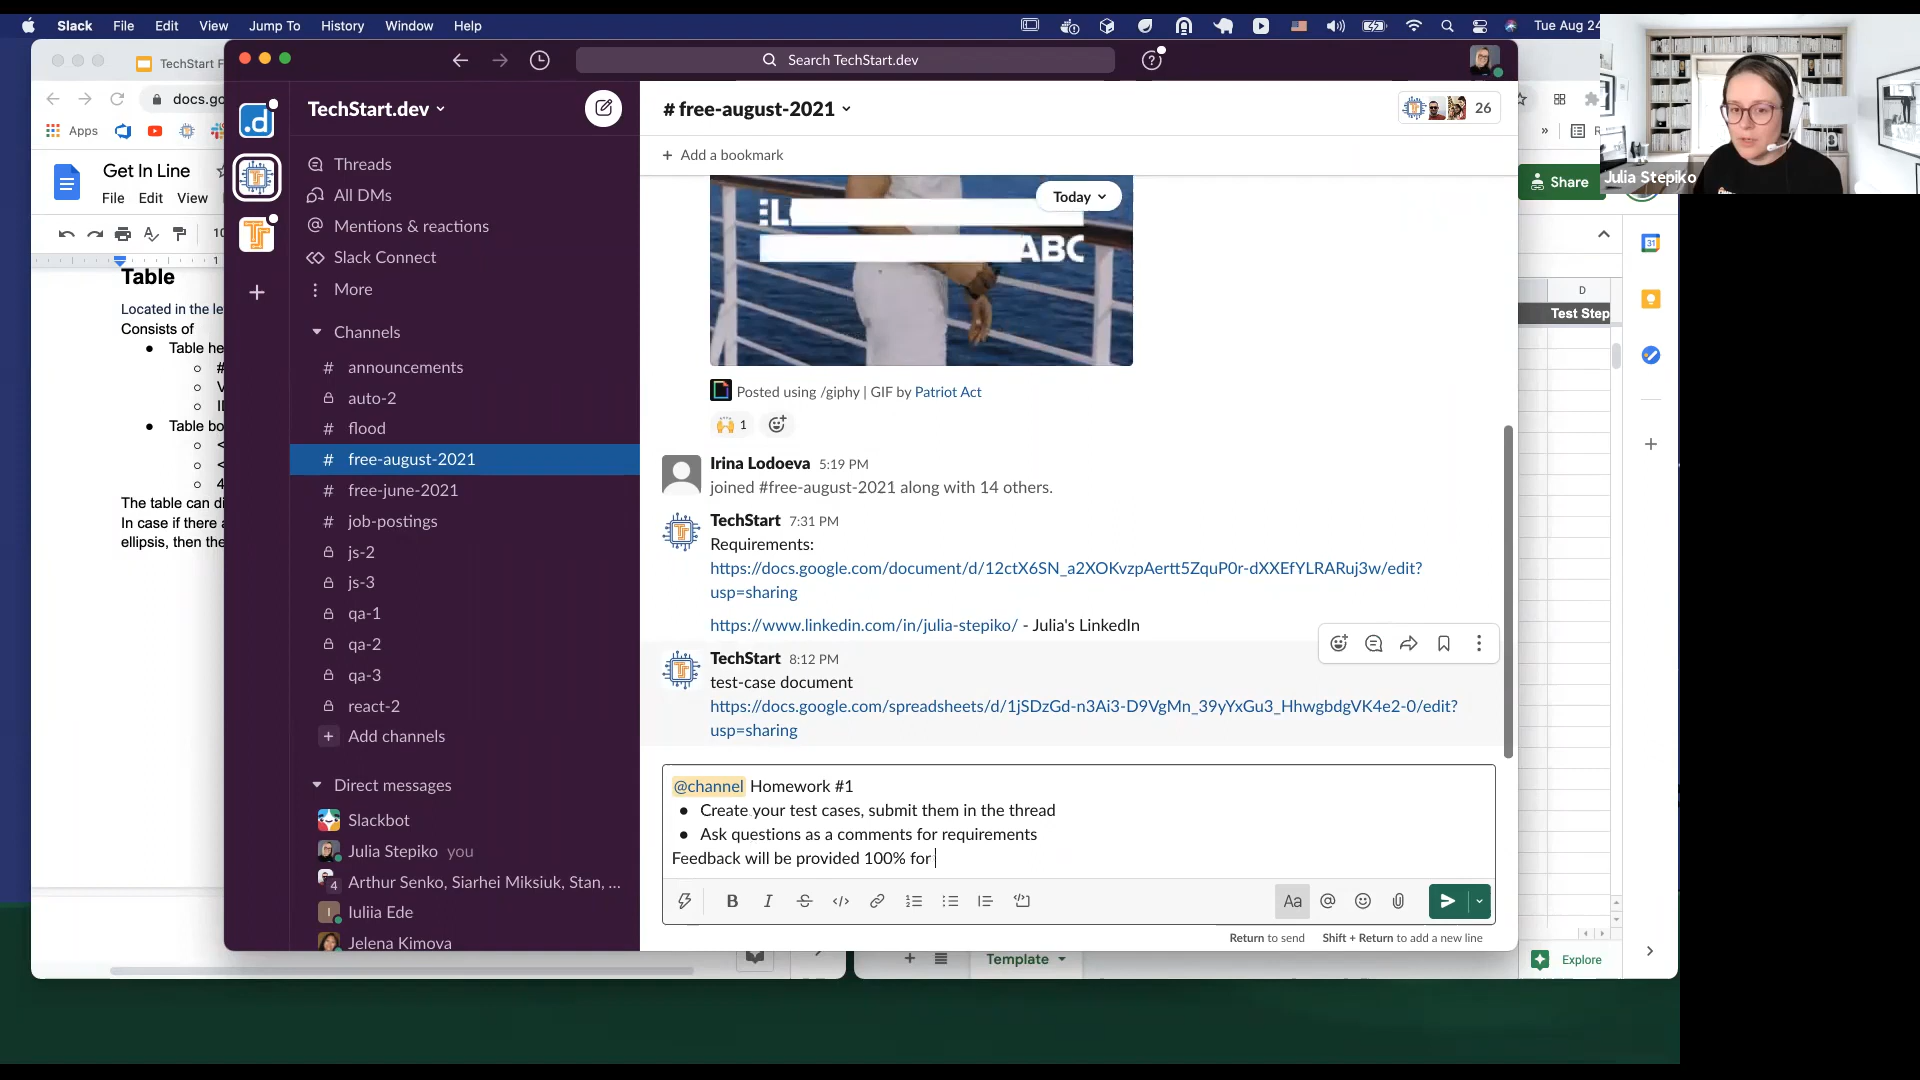 Slack File Edit View Jump To History Window Help
Tue Aug 24
Julia Stepiko
TechStart F
docs.go
Apps
Get In Line
File Edit View
10
1
Table
Located in the le
Consists of
Table he
#
V
Table bo
<
<
4
The table can di
In case if there a
ellipsis, then the
Search TechStart.dev
TechStart.dev
Threads
All DMs
Mentions & reactions
Slack Connect
More
Channels
# announcements
auto-2
# flood
# free-august-2021
# free-june-2021
# job-postings
js-2
js-3
qa-1
qa-2
qa-3
react-2
+ Add channels
Direct messages
Slackbot
Julia Stepiko you
4 Arthur Senko, Siarhei Miksiuk, Stan, ...
I Iuliia Ede
Jelena Kimova
# free-august-2021
26
+ Add a bookmark
Today
ABC
Posted using /giphy | GIF by Patriot Act
1
Irina Lodoeva 5:19 PM
joined #free-august-2021 along with 14 others.
TechStart 7:31 PM
Requirements:
https://docs.google.com/document/d/12ctX6SN_a2XOKvzpAertt5ZquP0r-dXXEfYLRARuj3w/edit?
usp=sharing
https://www.linkedin.com/in/julia-stepiko/ - Julia's LinkedIn
TechStart 8:12 PM
test-case document
https://docs.google.com/spreadsheets/d/1jSDzGd-n3Ai3-D9VgMn_39yYxGu3_HhwgbdgVK4e2-0/edit?
usp=sharing
@channel Homework #1
Create your test cases, submit them in the thread
Ask questions as a comments for requirements
Feedback will be provided 100% for
B I S Aa @
Return to send Shift + Return to add a new line
Share
31
D
Test Step
Template
Explore